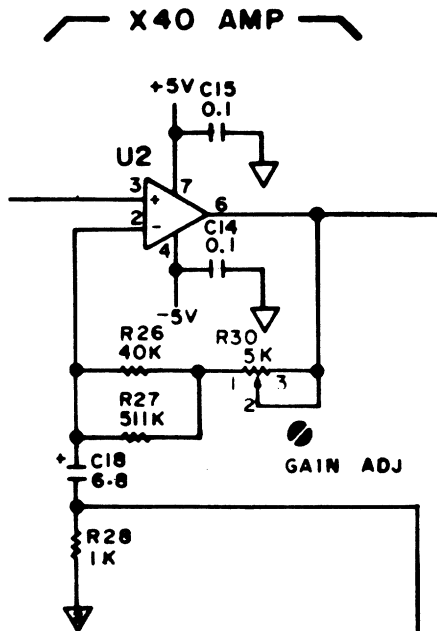 X40 AMP
+5V
C15
0.1
U2
3
+
7
6
2
-
4
C14
0.1
-5V
R26
40K
R30
5K
1
3
2
R27
511K
+
C18
6.8
GAIN ADJ
R28
1K